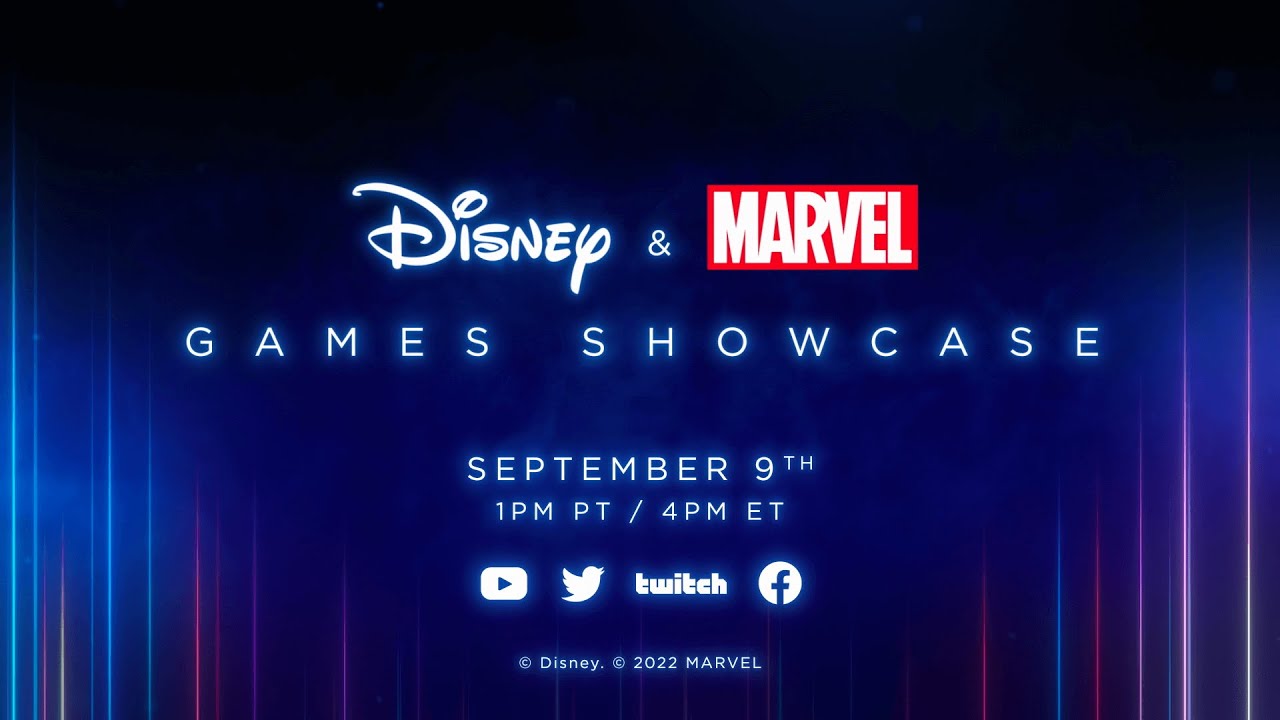 Disney & MARVEL
GAMES SHOWCASE
SEPTEMBER 9TH
1PM PT / 4PM ET
twitch
© Disney. © 2022 MARVEL